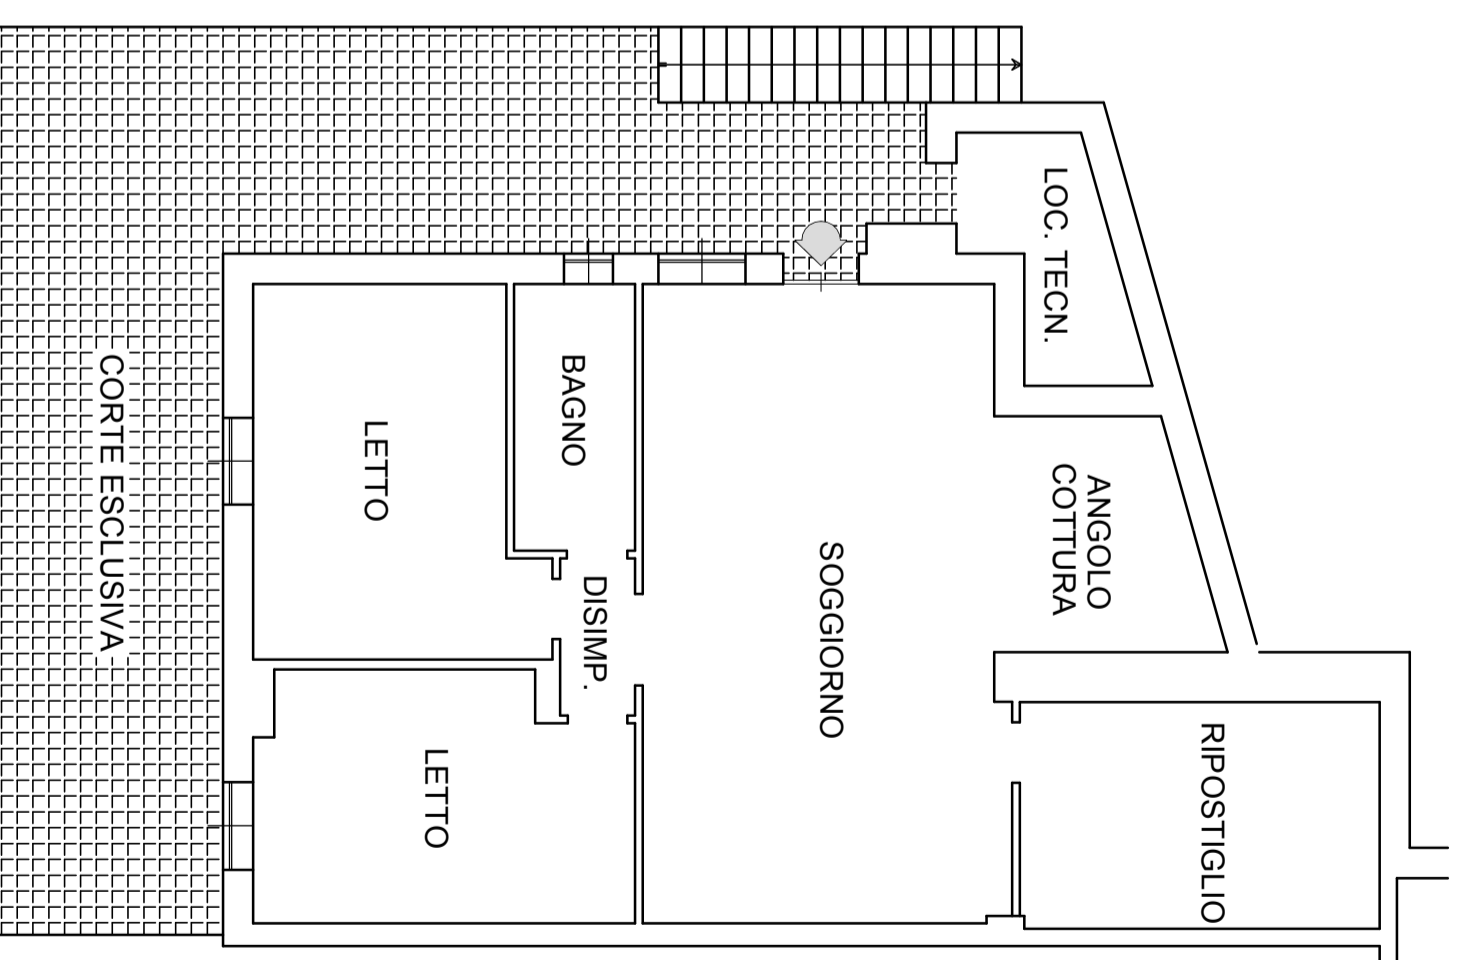 LOC. TECN.
ANGOLO
COTTURA
RIPOSTIGLIO
SOGGIORNO
BAGNO
DISIMP.
LETTO
LETTO
CORTE ESCLUSIVA